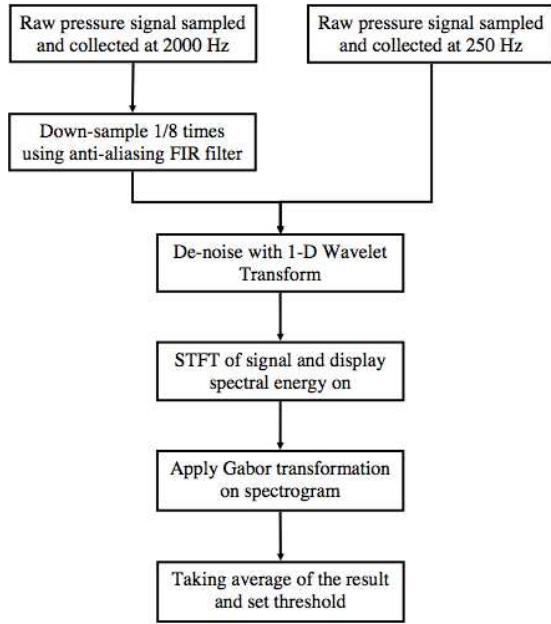 Raw pressure signal sampled
and collected at 2000 Hz
Raw pressure signal sampled
and collected at 250 Hz
Down-sample 1/8 times
using anti-aliasing FIR filter
De-noise with 1-D Wavelet
Transform
STFT of signal and display
spectral energy on
Apply Gabor transformation
on spectrogram
Taking average of the result
and set threshold